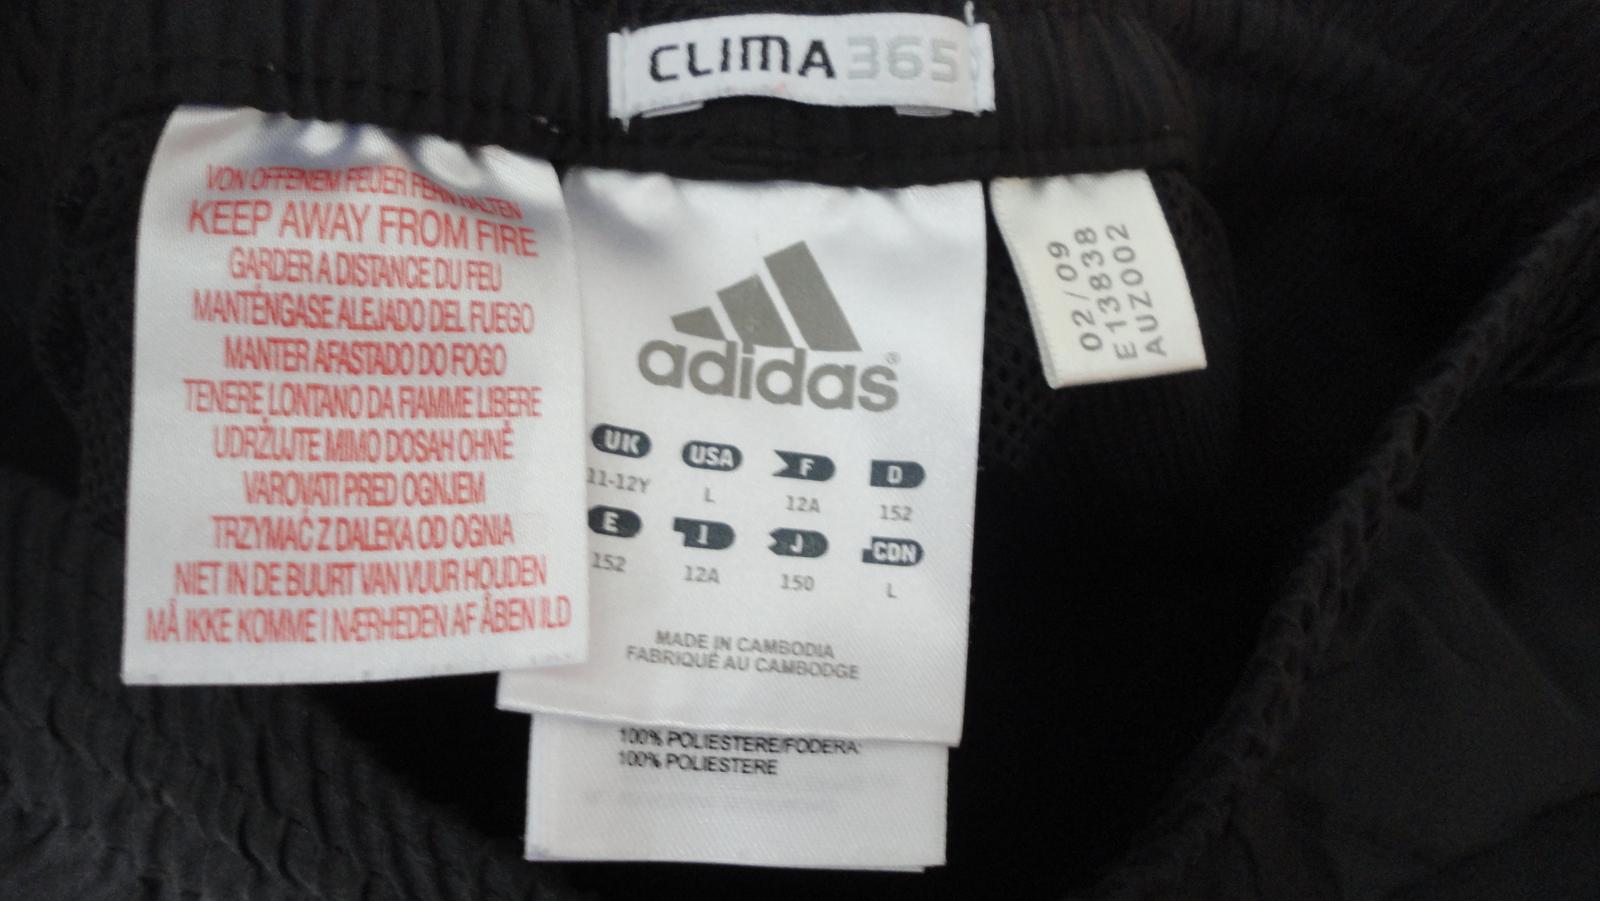 CLIMA 365
VON OFFENEM FEUER FERNHALTEN
KEEP AWAY FROM FIRE
GARDER A DISTANCE DU FEU
MANTÉNGASE ALEJADO DEL FUEGO
MANTER AFASTADO DO FOGO
TENERE LONTANO DA FIAMME LIBERE
UDRŽUJTE MIMO DOSAH OHNĚ
VAROVATI PRED OGNJEM
TRZYMAĆ Z DALEKA OD OGNIA
NIET IN DE BUURT VAN VUUR HOUDEN
MÅ IKKE KOMME I NÆRHEDEN AF ÅBEN ILD
adidas®
UK USA F D
11-12Y L 12A 152
E I J CDN
152 12A 150 L
MADE IN CAMBODIA
FABRIQUÉ AU CAMBODGE
100% POLIESTERE/FODERA:
100% POLIESTERE
02/09
E13838
AUZ002